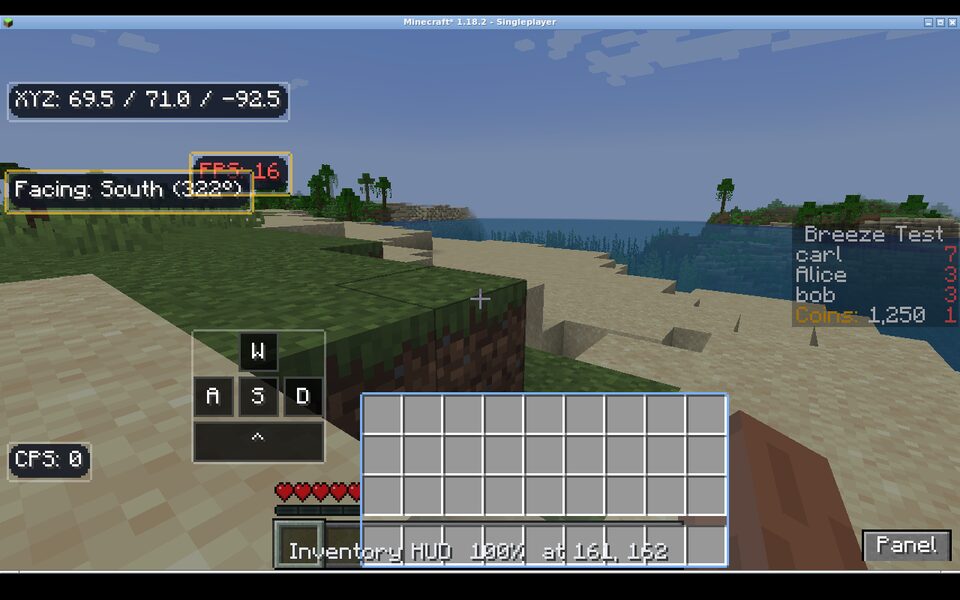 Minecraft* 1.18.2 - Singleplayer
XYZ: 69.5 / 71.0 / -92.5
FPS: 16
Facing: South (322°)
Breeze Test
carl 7
Alice 3
bob 3
Coins: 1,250 1
W
A S D
^
CPS: 0
Inventory HUD 100% at 161, 162
Panel